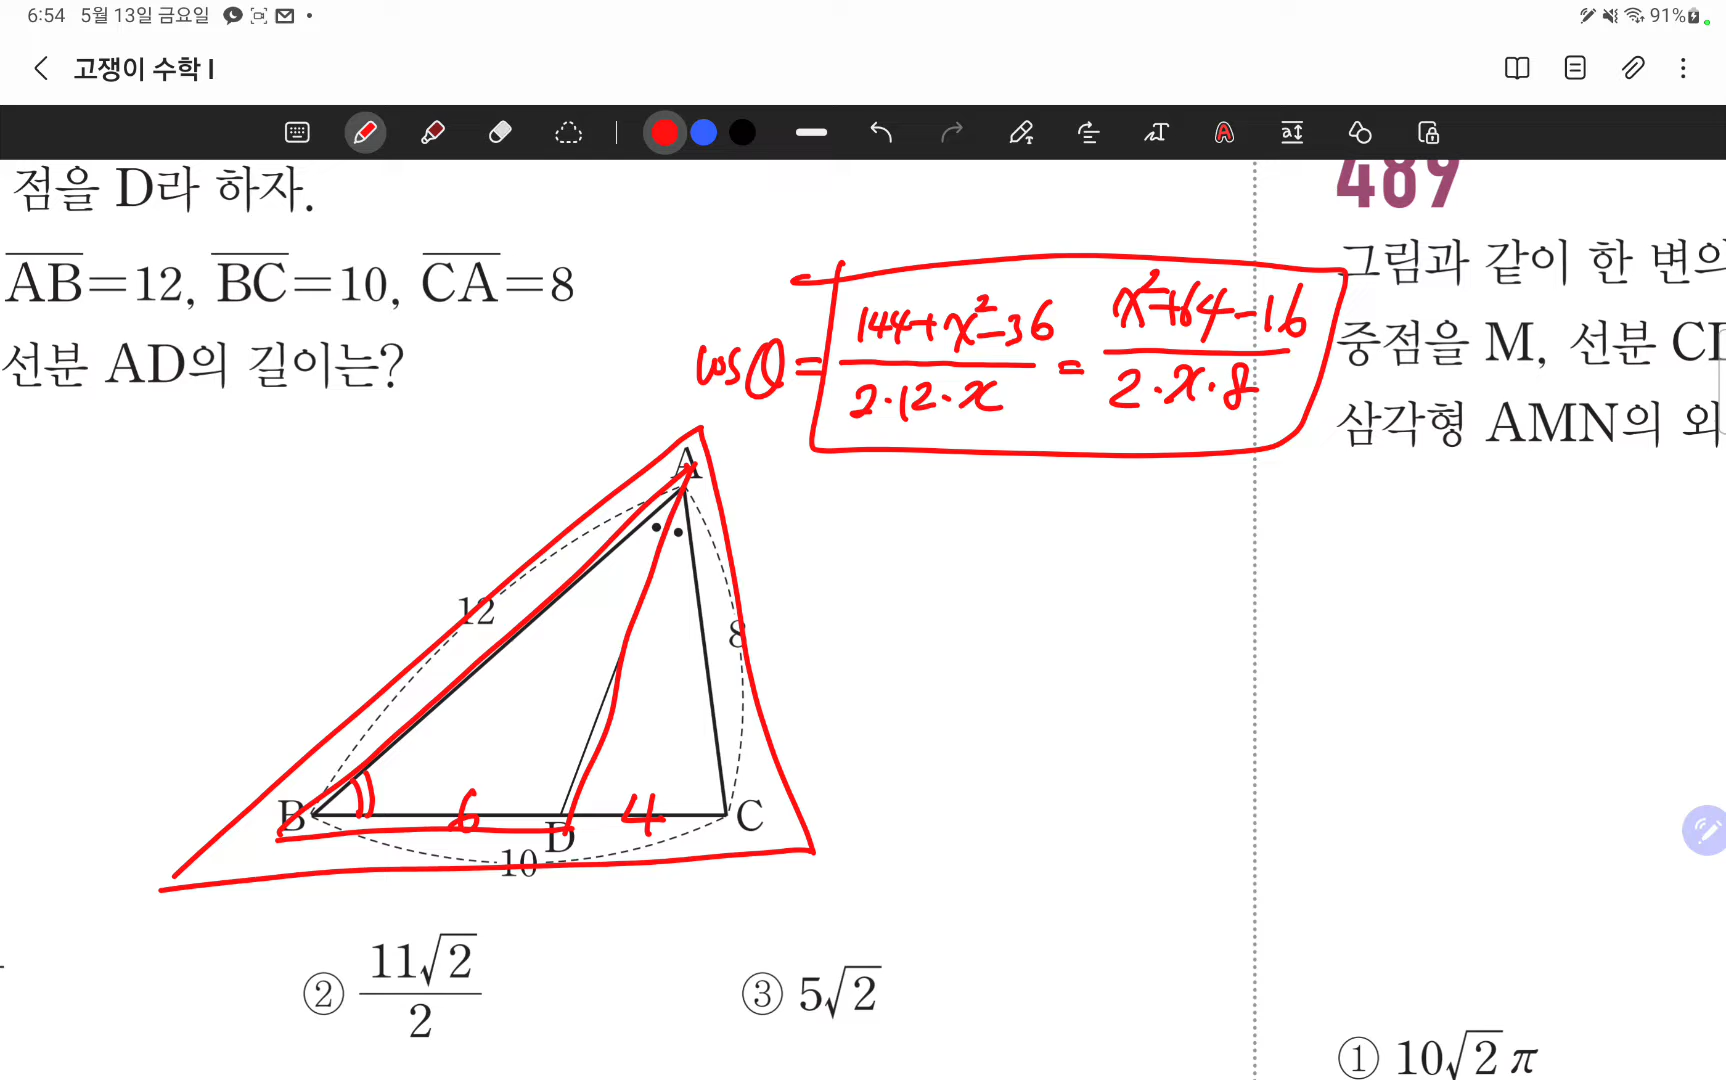 6:54 5월 13일 금요일
91%
고쟁이 수학 I
점을 D라 하자.
AB=12, BC=10, CA=8
선분 AD의 길이는?
cosθ = (144+x²-36)/(2·12·x) = (x²+64-16)/(2·x·8)
A
12
8
B
6
4
C
D
10
② 11√2/2
③ 5√2
489
그림과 같이 한 변의
중점을 M, 선분 CD
삼각형 AMN의 외
① 10√2 π